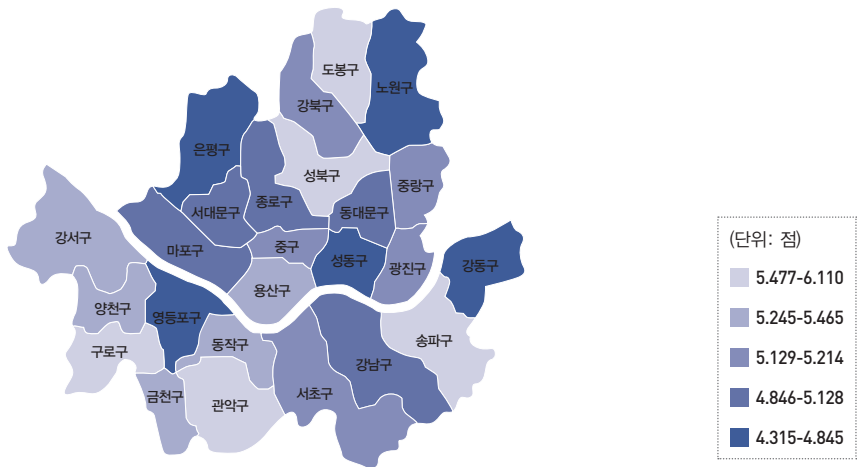 도봉구
노원구
강북구
은평구
성북구
중랑구
서대문구
종로구
동대문구
강서구
마포구
중구
성동구
광진구
강동구
용산구
양천구
영등포구
동작구
송파구
구로구
강남구
금천구
관악구
서초구
(단위: 점)
5.477-6.110
5.245-5.465
5.129-5.214
4.846-5.128
4.315-4.845